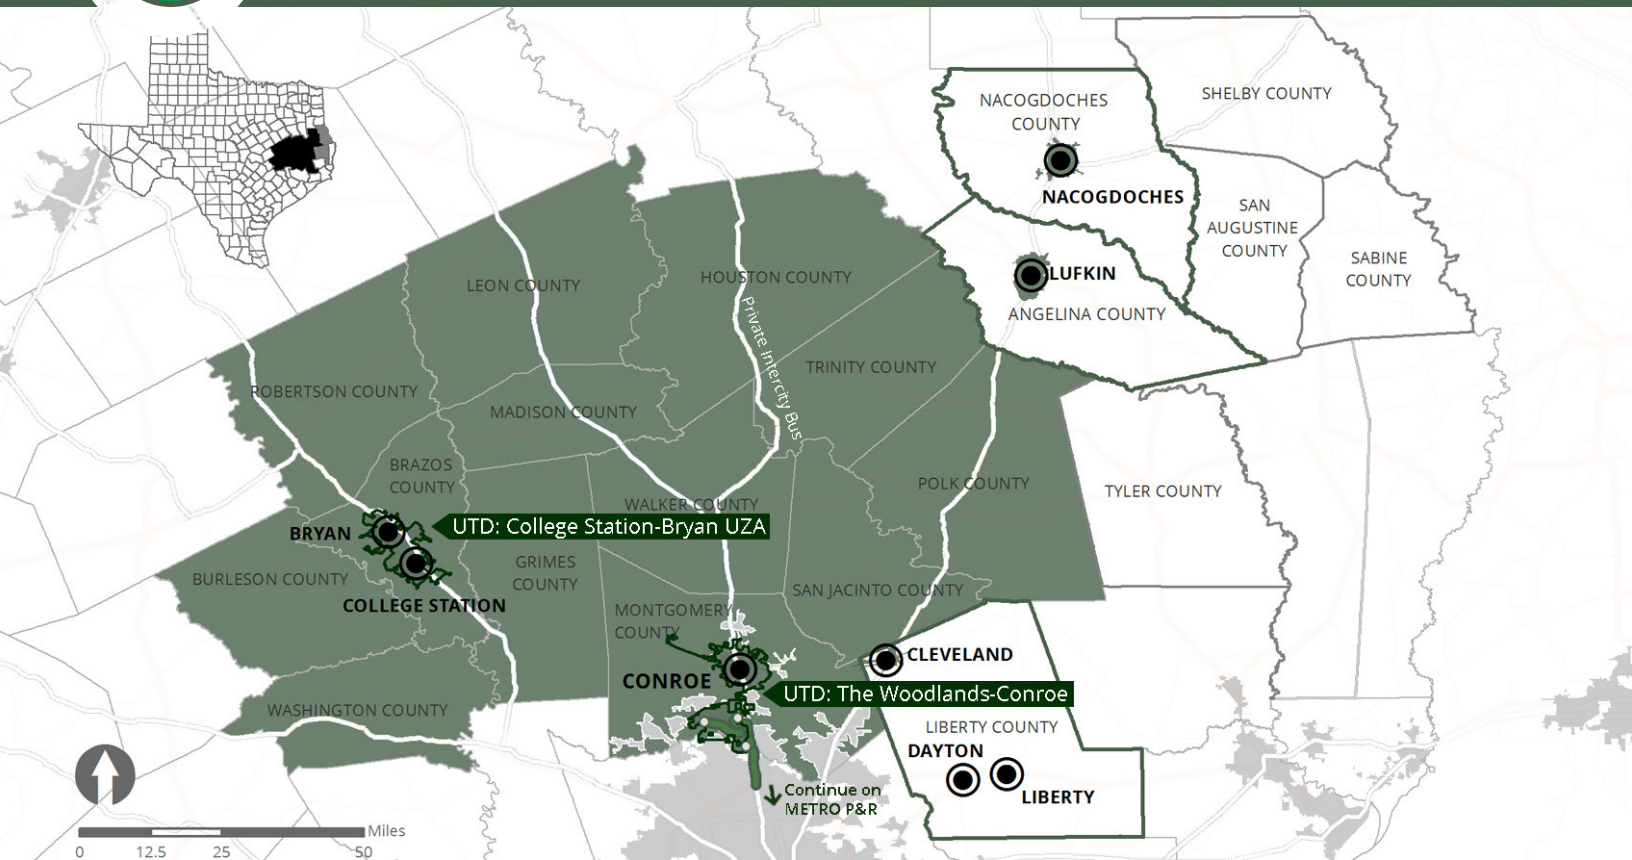 NACOGDOCHES
COUNTY
SHELBY COUNTY
NACOGDOCHES
SAN
AUGUSTINE
COUNTY
SABINE
COUNTY
LUFKIN
ANGELINA COUNTY
LEON COUNTY
HOUSTON COUNTY
Private Intercity Bus
TRINITY COUNTY
ROBERTSON COUNTY
MADISON COUNTY
BRAZOS
COUNTY
WALKER COUNTY
POLK COUNTY
TYLER COUNTY
BRYAN
UTD: College Station-Bryan UZA
GRIMES
COUNTY
BURLESON COUNTY
COLLEGE STATION
SAN JACINTO COUNTY
MONTGOMERY
COUNTY
CLEVELAND
CONROE
UTD: The Woodlands-Conroe
WASHINGTON COUNTY
LIBERTY COUNTY
DAYTON
LIBERTY
Continue on
METRO P&R
Miles
0 12.5 25 50